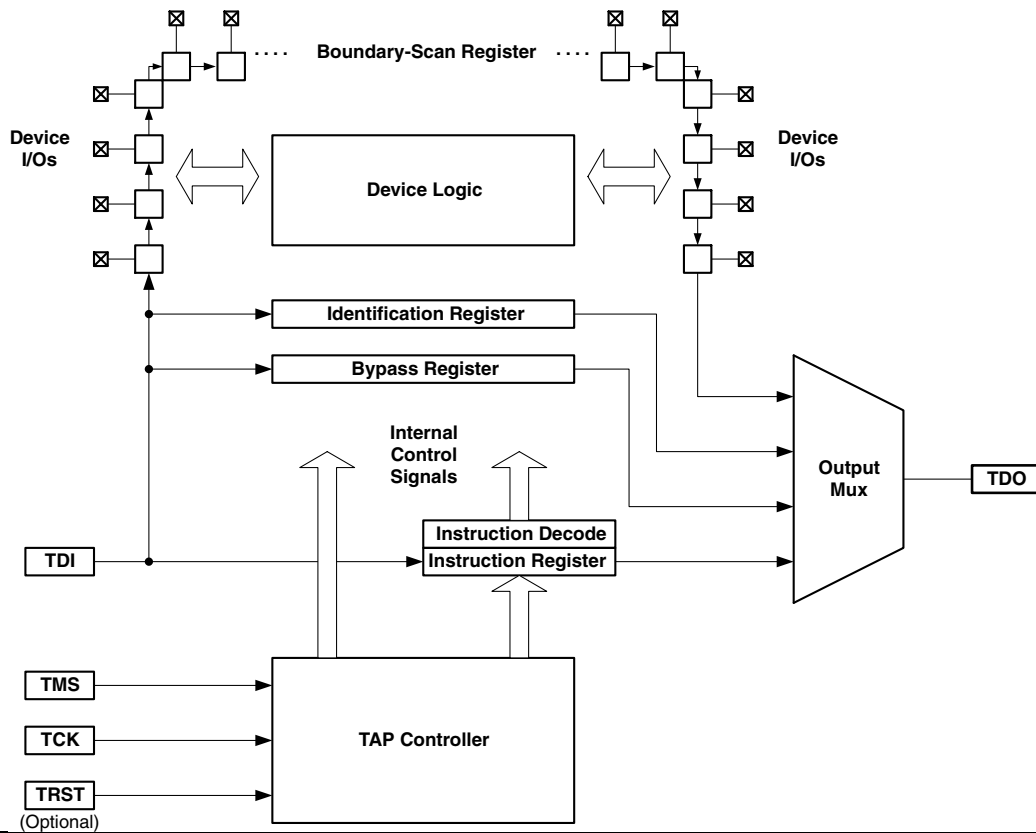 .... Boundary-Scan Register ....
Device
I/Os
Device
I/Os
Device Logic
Identification Register
Bypass Register
Internal
Control
Signals
Output
Mux
TDO
Instruction Decode
TDI
Instruction Register
TMS
TCK
TAP Controller
TRST
(Optional)